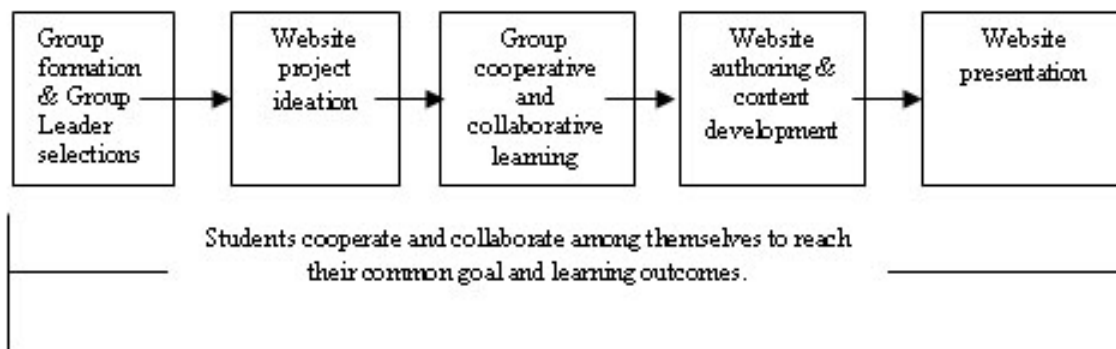 Group
formation
& Group
Leader
selections
Website
project
ideation
Group
cooperative
and
collaborative
learning
Website
authoring &
content
development
Website
presentation
Students cooperate and collaborate among themselves to reach
their common goal and learning outcomes.